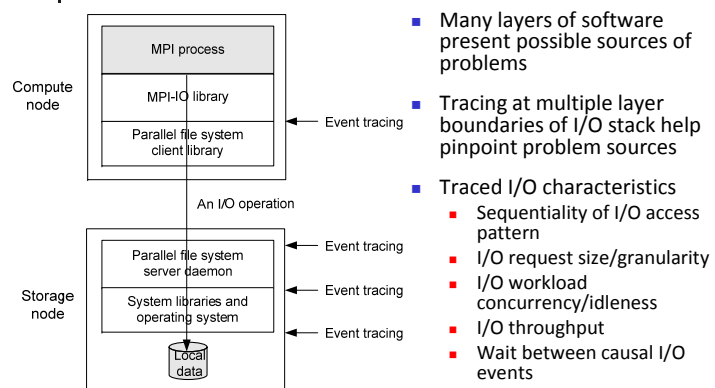 MPI process
Compute
node
MPI-IO library
Event tracing
Parallel file system
client library
An I/O operation
Event tracing
Parallel file system
server daemon
Event tracing
Storage
node
System libraries and
operating system
Event tracing
Local
data
Many layers of software
present possible sources of
problems
Tracing at multiple layer
boundaries of I/O stack help
pinpoint problem sources
Traced I/O characteristics
Sequentiality of I/O access
pattern
I/O request size/granularity
I/O workload
concurrency/idleness
I/O throughput
Wait between causal I/O
events